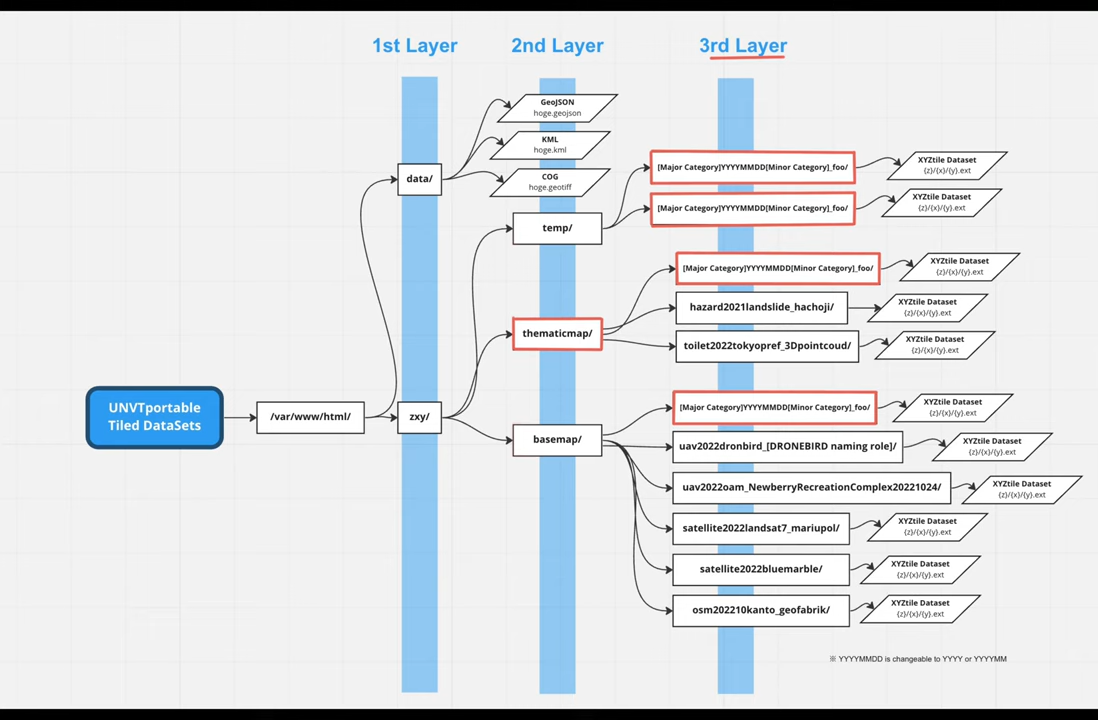 1st Layer
2nd Layer
3rd Layer
GeoJSON
hoge.geojson
KML
hoge.kml
COG
hoge.geotiff
data/
temp/
[Major Category]YYYYMMDD[Minor Category]_foo/
XYZtile Dataset
{z}/{x}/{y}.ext
[Major Category]YYYYMMDD[Minor Category]_foo/
XYZtile Dataset
{z}/{x}/{y}.ext
thematicmap/
[Major Category]YYYYMMDD[Minor Category]_foo/
XYZtile Dataset
{z}/{x}/{y}.ext
hazard2021landslide_hachoji/
XYZtile Dataset
{z}/{x}/{y}.ext
toilet2022tokyopref_3Dpointcoud/
XYZtile Dataset
{z}/{x}/{y}.ext
UNVTportable
Tiled DataSets
/var/www/html/
zxy/
basemap/
[Major Category]YYYYMMDD[Minor Category]_foo/
XYZtile Dataset
{z}/{x}/{y}.ext
uav2022dronbird_[DRONEBIRD naming role]/
XYZtile Dataset
{z}/{x}/{y}.ext
uav2022oam_NewberryRecreationComplex20221024/
XYZtile Dataset
{z}/{x}/{y}.ext
satellite2022landsat7_mariupol/
XYZtile Dataset
{z}/{x}/{y}.ext
satellite2022bluemarble/
XYZtile Dataset
{z}/{x}/{y}.ext
osm202210kanto_geofabrik/
XYZtile Dataset
{z}/{x}/{y}.ext
※ YYYYMMDD is changeable to YYYY or YYYYMM